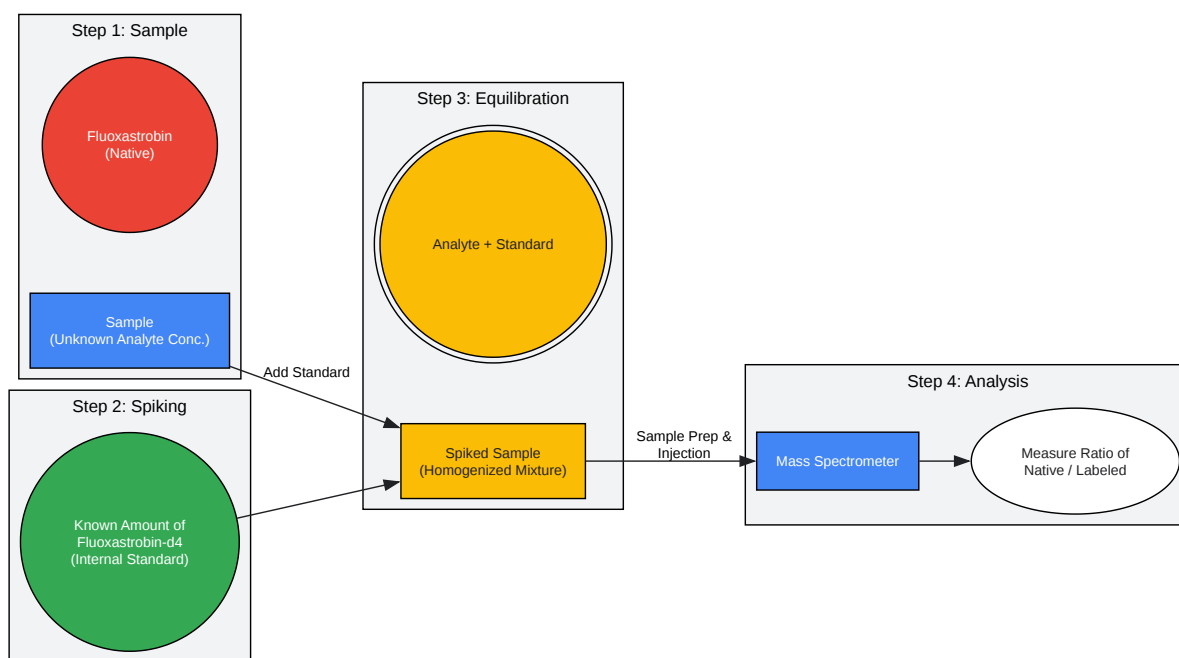 Step 1: Sample
Fluoxastrobin
(Native)
Sample
(Unknown Analyte Conc.)
Add Standard
Step 2: Spiking
Known Amount of
Fluoxastrobin-d4
(Internal Standard)
Step 3: Equilibration
Analyte + Standard
Spiked Sample
(Homogenized Mixture)
Sample Prep &
Injection
Step 4: Analysis
Mass Spectrometer
Measure Ratio of
Native / Labeled